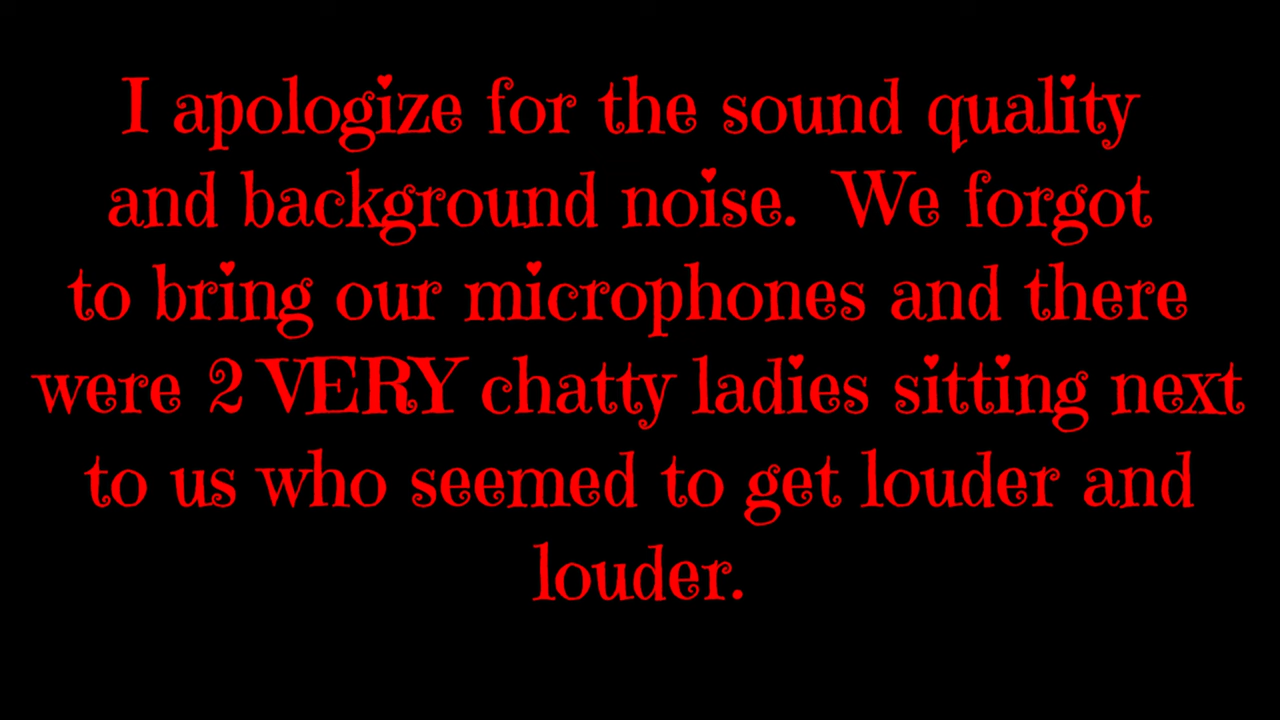 I apologize for the sound quality
and background noise.  We forgot
to bring our microphones and there
were 2 VERY chatty ladies sitting next
to us who seemed to get louder and
louder.